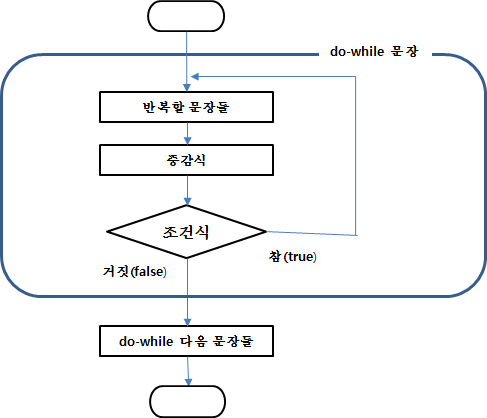 do-while 문장
반복할 문장들
증감식
조건식
참(true)
거짓(false)
do-while 다음 문장들